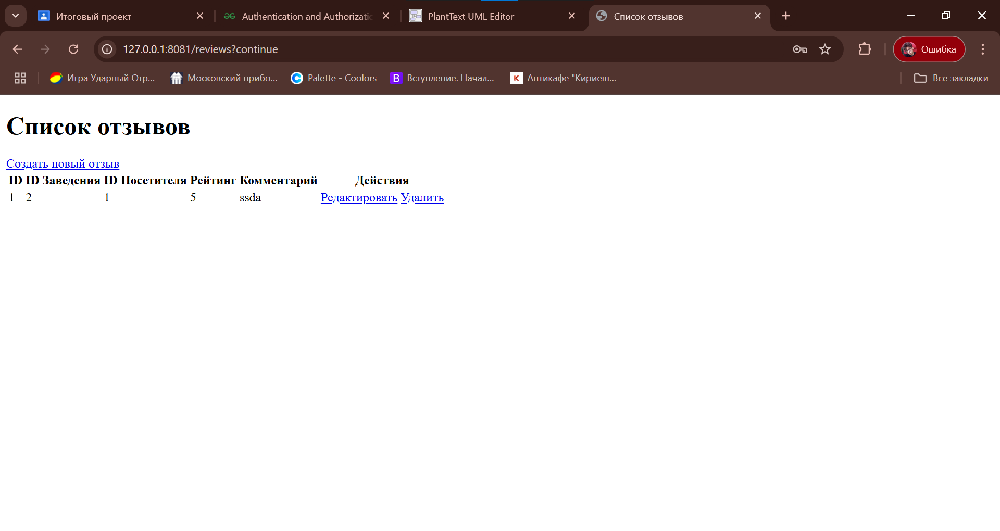 Итоговый проект
Authentication and Authorizatic
PlantText UML Editor
Список отзывов
127.0.0.1:8081/reviews?continue
Ошибка
Игра Ударный Отр...
Московский прибо...
Palette - Coolors
B
Вступление. Начал...
K
Антикафе "Кириеш...
Все закладки
Список отзывов
Создать новый отзыв
ID ID Заведения ID Посетителя Рейтинг Комментарий Действия
1 2 1 5 ssda Редактировать Удалить